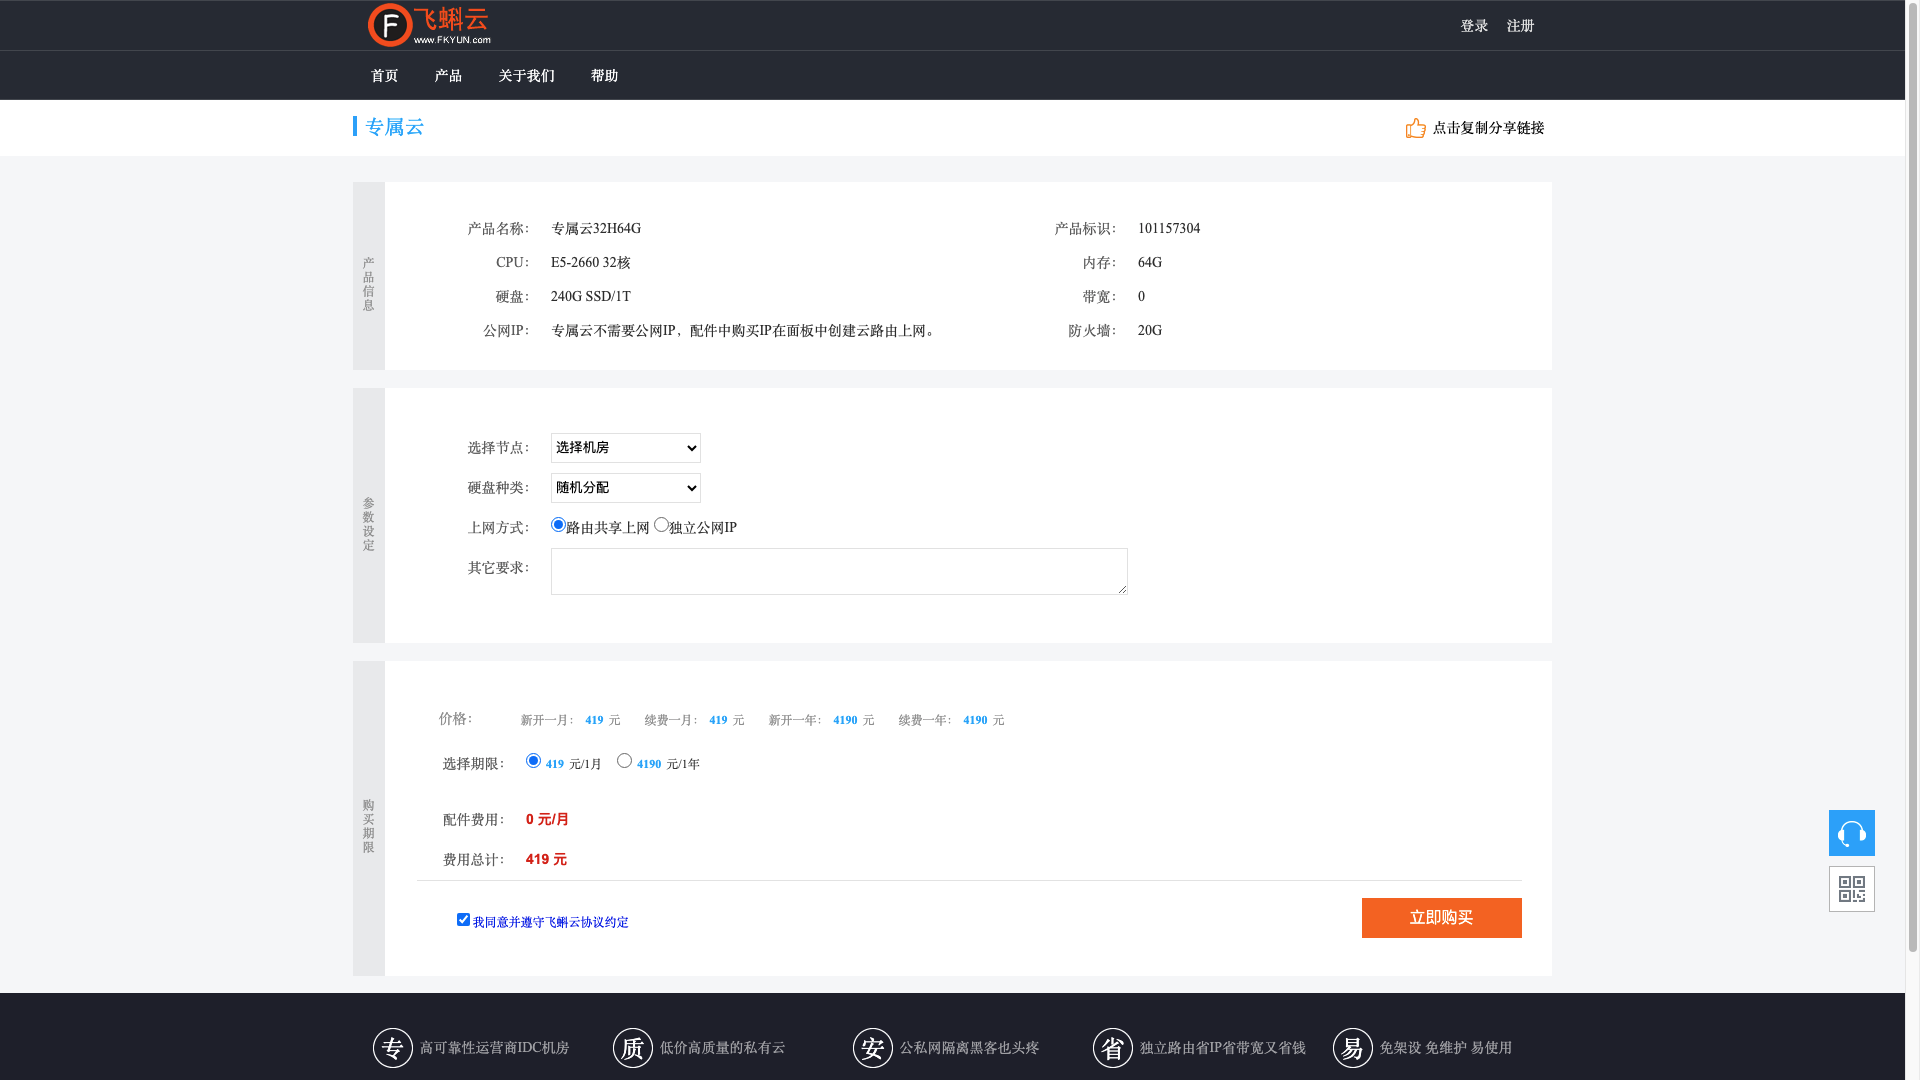 飞蝌云
www.FKYUN.com
登录 注册
首页 产品 关于我们 帮助
专属云
点击复制分享链接
产品信息
产品名称： 专属云32H64G 产品标识： 101157304
CPU： E5-2660 32核 内存： 64G
硬盘： 240G SSD/1T 带宽： 0
公网IP： 专属云不需要公网IP，配件中购买IP在面板中创建云路由上网。 防火墙： 20G
参数设定
选择节点： 选择机房
硬盘种类： 随机分配
上网方式： 路由共享上网 独立公网IP
其它要求：
购买期限
价格： 新开一月： 419 元 续费一月： 419 元 新开一年： 4190 元 续费一年： 4190 元
选择期限： 419 元/1月 4190 元/1年
配件费用： 0 元/月
费用总计： 419 元
我同意并遵守飞蝌云协议约定
立即购买
专 高可靠性运营商IDC机房 质 低价高质量的私有云 安 公私网隔离黑客也头疼 省 独立路由省IP省带宽又省钱 易 免架设 免维护 易使用